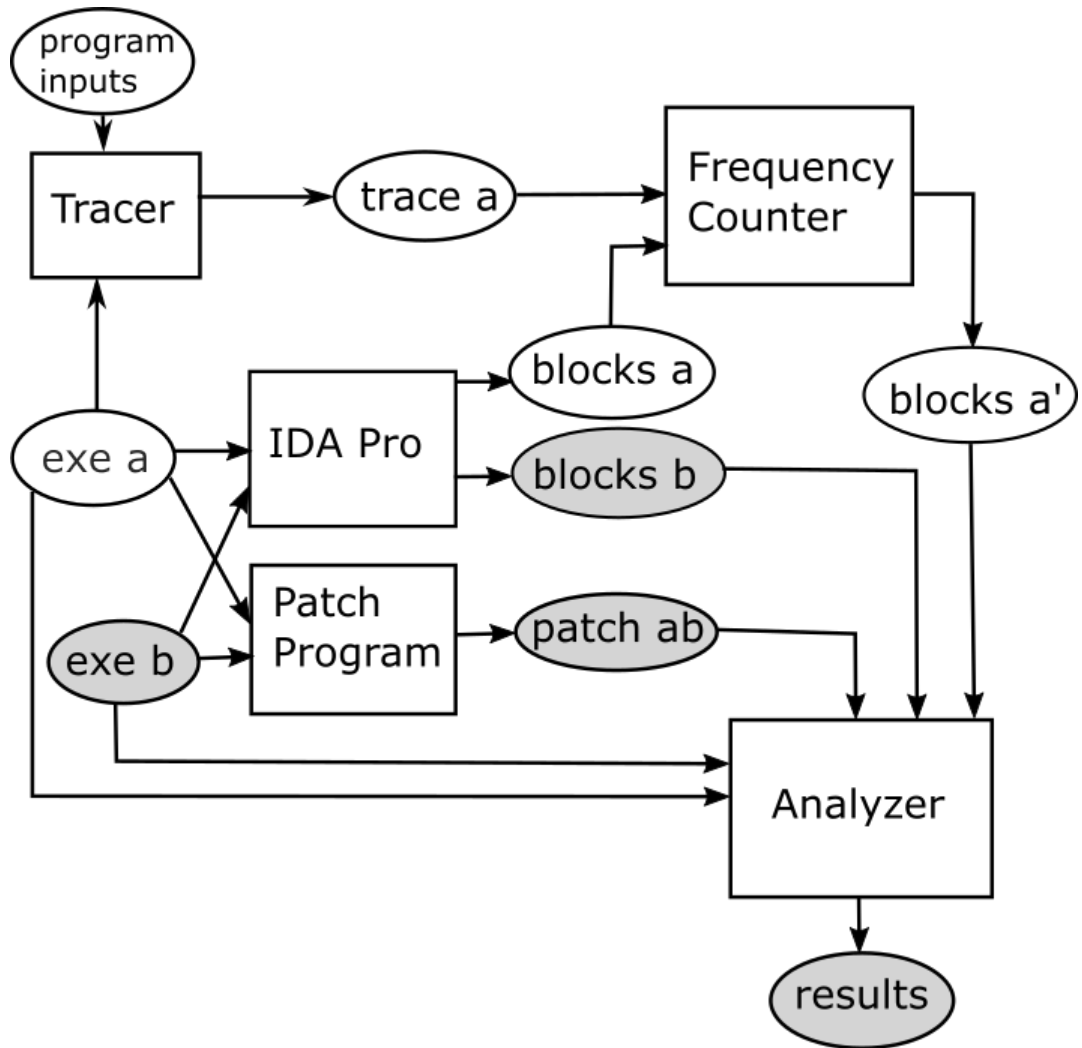 program
inputs
Tracer
trace a
Frequency
Counter
blocks a
blocks a'
exe a
IDA Pro
blocks b
exe b
Patch
Program
patch ab
Analyzer
results